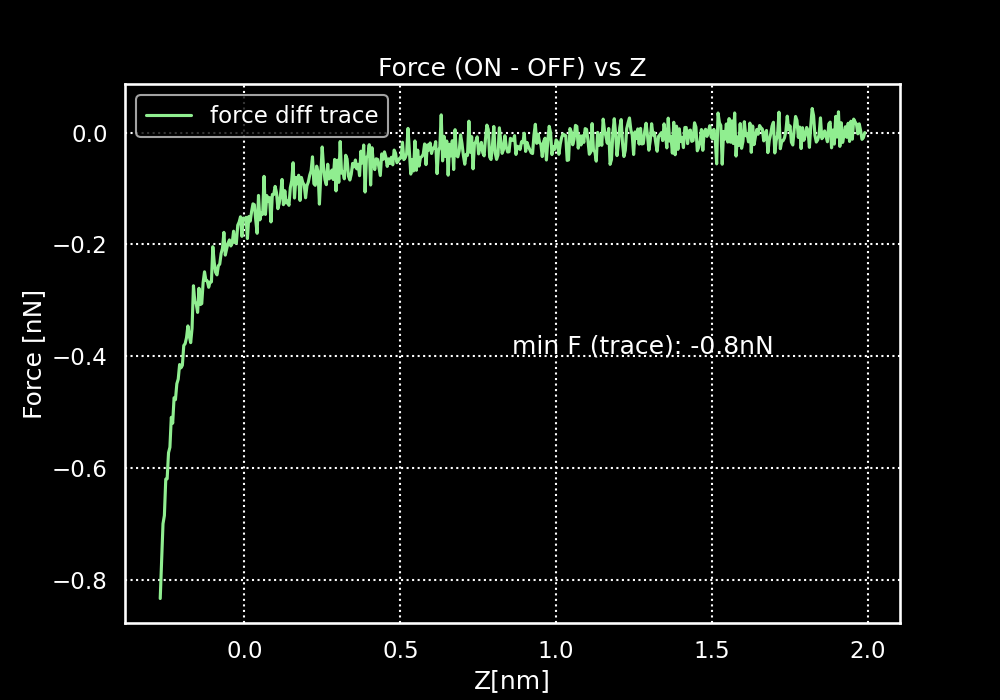 Force (ON - OFF) vs Z
force diff trace
0.0
−0.2
−0.4
−0.6
−0.8
Force [nN]
min F (trace): -0.8nN
0.0 0.5 1.0 1.5 2.0
Z[nm]